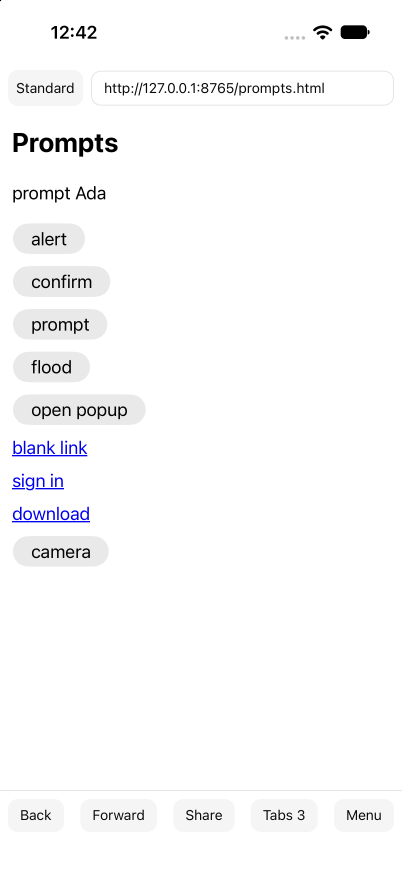 12:42
Standard http://127.0.0.1:8765/prompts.html
Prompts
prompt Ada
alert
confirm
prompt
flood
open popup
blank link
sign in
download
camera
Back Forward Share Tabs 3 Menu